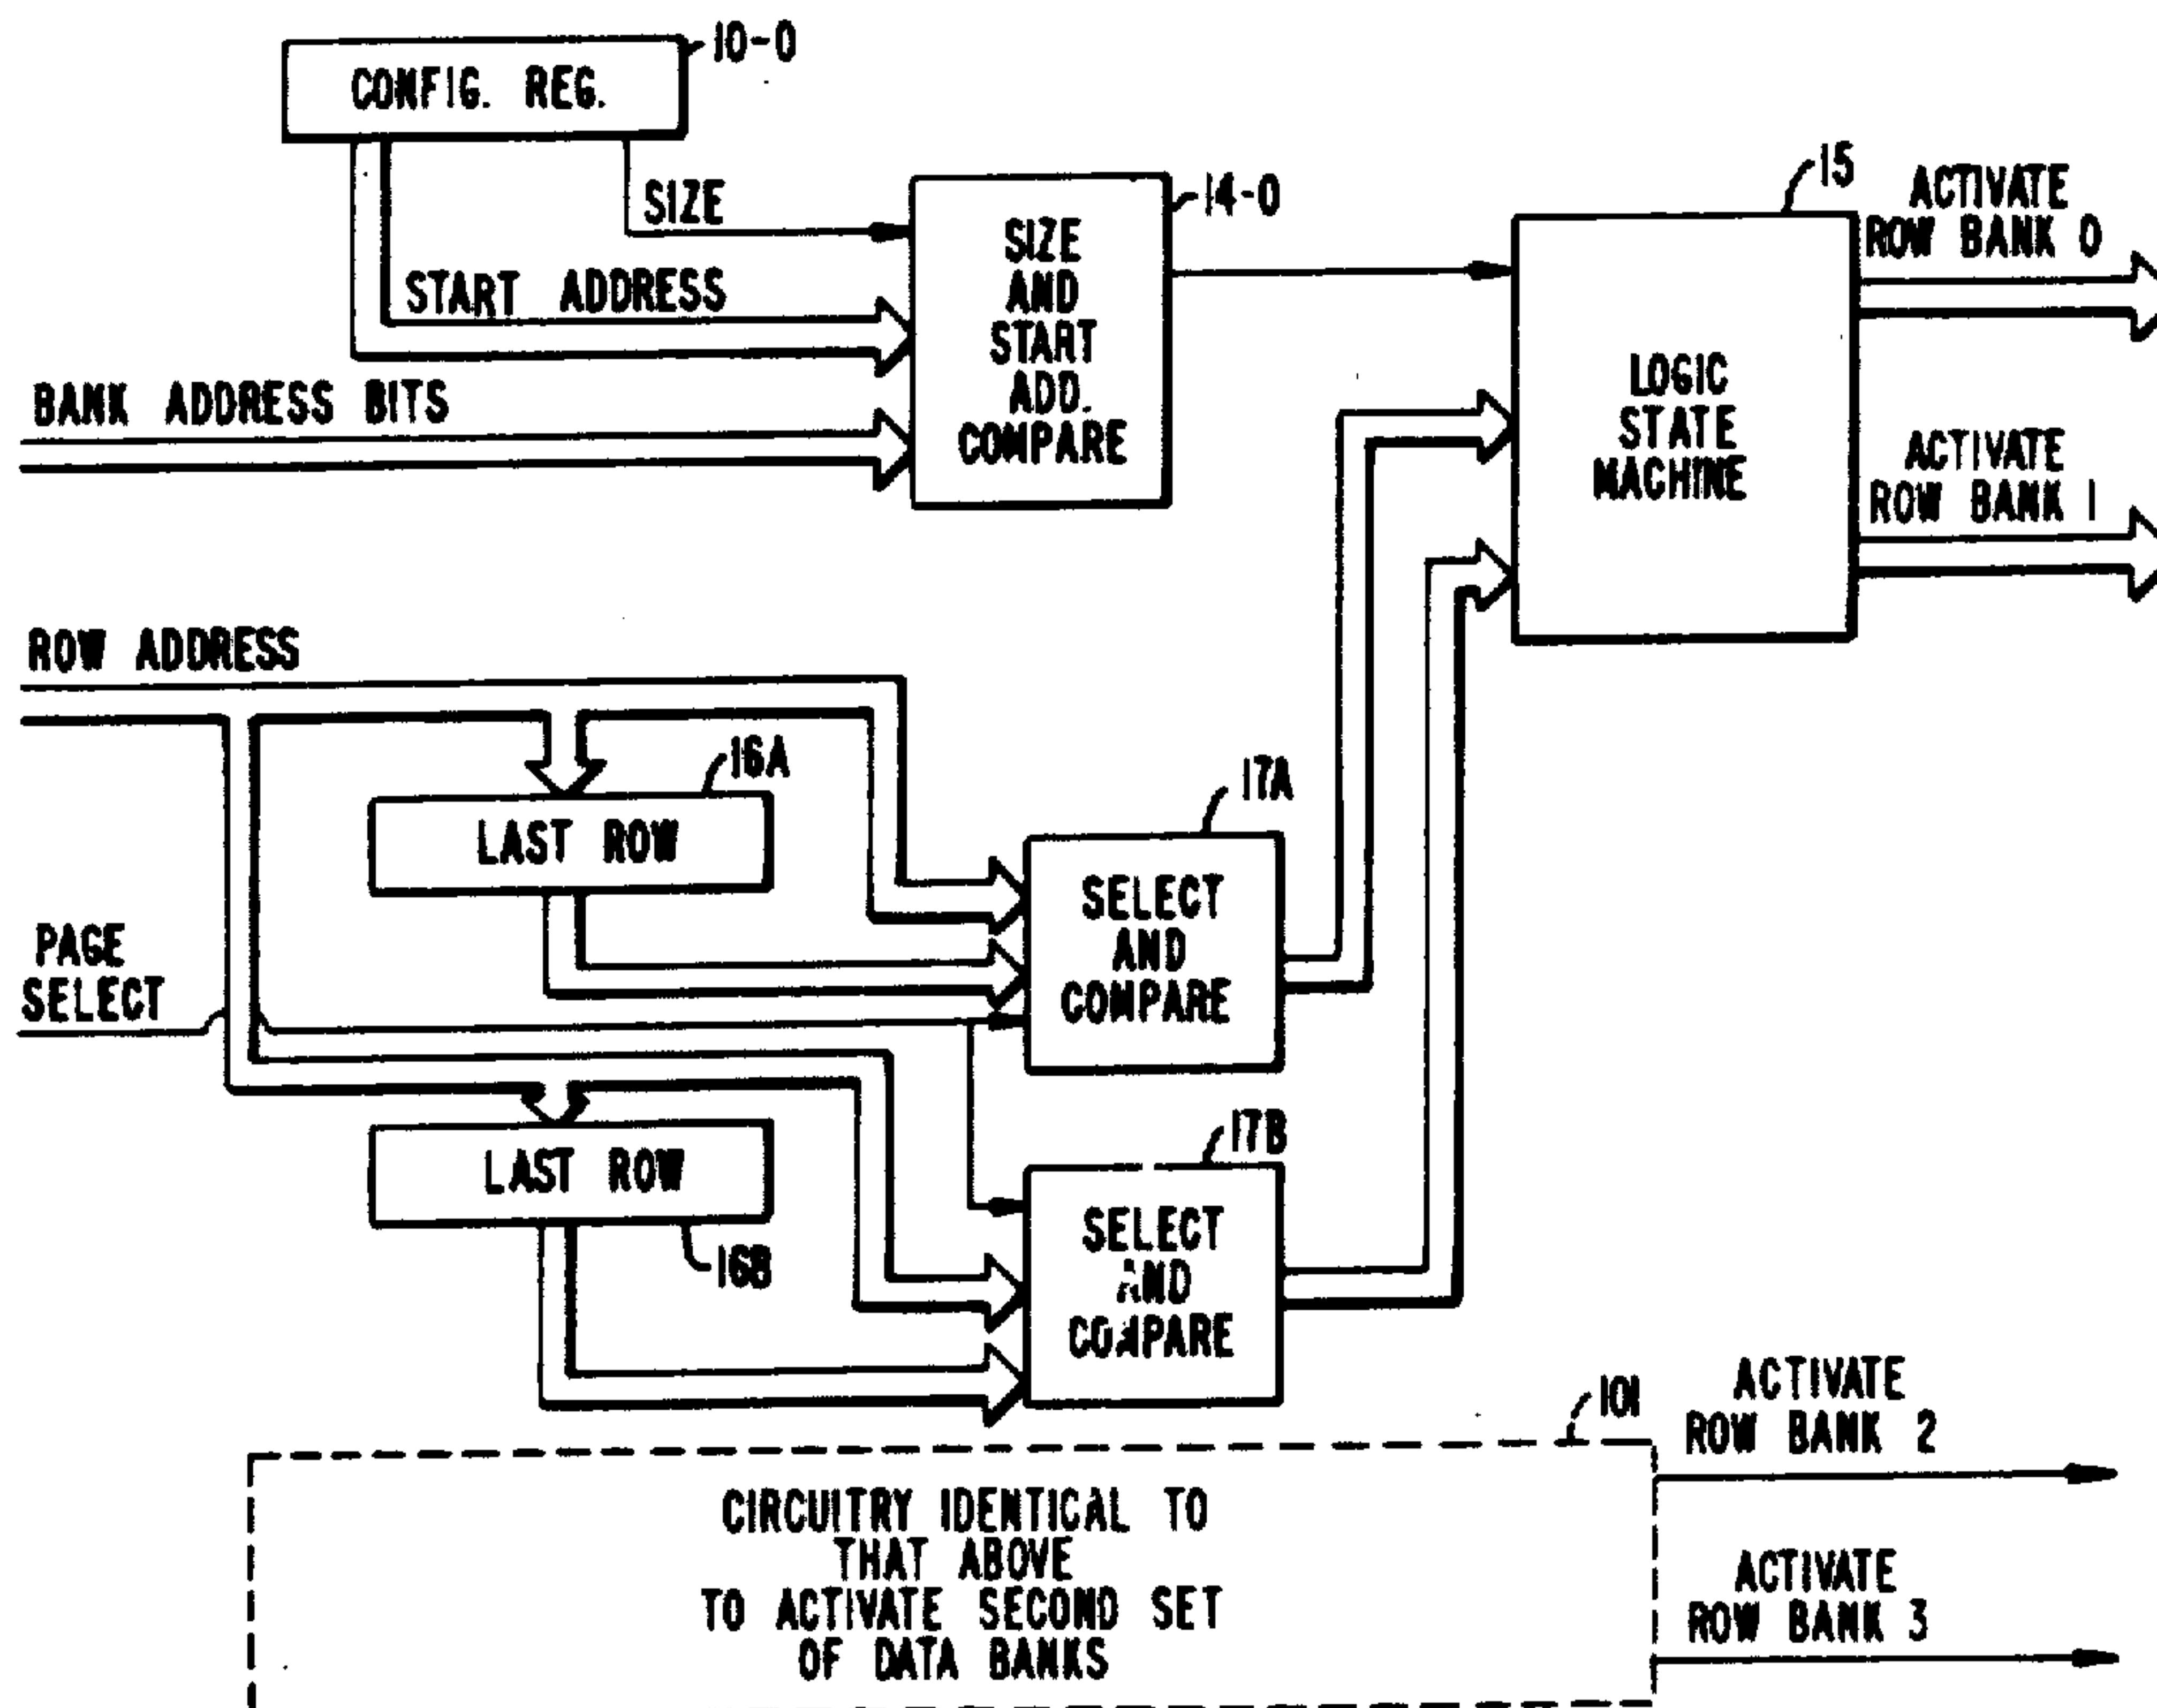 CONFIG. REG.
10-0
SIZE
START ADDRESS
BANK ADDRESS BITS
SIZE
AND
START
ADD.
COMPARE
14-0
15
LOGIC
STATE
MACHINE
ACTIVATE
ROW BANK 0
ACTIVATE
ROW BANK 1
ROW ADDRESS
16A
LAST ROW
17A
SELECT
AND
COMPARE
PAGE
SELECT
LAST ROW
16B
17B
SELECT
AND
COMPARE
101
ACTIVATE
ROW BANK 2
CIRCUITRY IDENTICAL TO
THAT ABOVE
TO ACTIVATE SECOND SET
OF DATA BANKS
ACTIVATE
ROW BANK 3